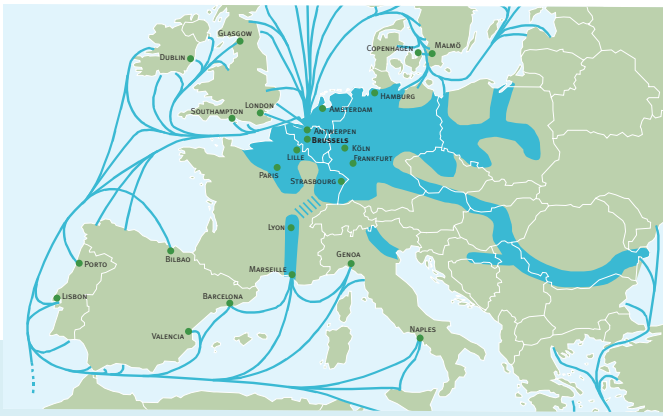 GLASGOW
DUBLIN
COPENHAGEN
MALMÖ
HAMBURG
SOUTHAMPTON
LONDON
AMSTERDAM
ANTWERPEN
BRUSSELS
KÖLN
LILLE
FRANKFURT
PARIS
STRASBOURG
LYON
BILBAO
PORTO
GENOA
MARSEILLE
LISBON
BARCELONA
VALENCIA
NAPLES